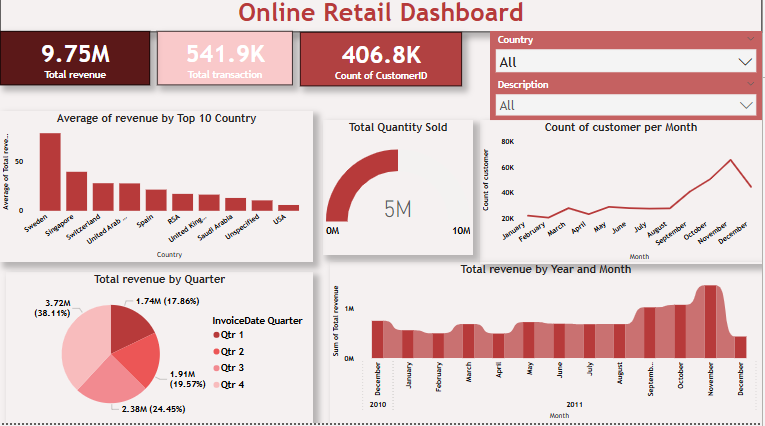 Online Retail Dashboard
9.75M
Total revenue
541.9K
Total transaction
406.8K
Count of CustomerID
Country
All
Description
All
Average of revenue by Top 10 Country
Average of Total reve...
50
0
Sweden
Singapore
Switzerland
United Arab ...
Spain
RSA
United King...
Saudi Arabia
Unspecified
USA
Country
Total Quantity Sold
5M
0M
10M
Count of customer per Month
Count of customer
80K
60K
40K
20K
January
February
March
April
May
June
July
August
September
October
November
December
Month
Total revenue by Quarter
3.72M
(38.11%)
1.74M (17.86%)
1.91M
(19.57%)
2.38M (24.45%)
InvoiceDate Quarter
Qtr 1
Qtr 2
Qtr 3
Qtr 4
Total revenue by Year and Month
Sum of Total revenue
1M
0M
December
January
February
March
April
May
June
July
August
Septemb...
October
November
December
2010
2011
Month